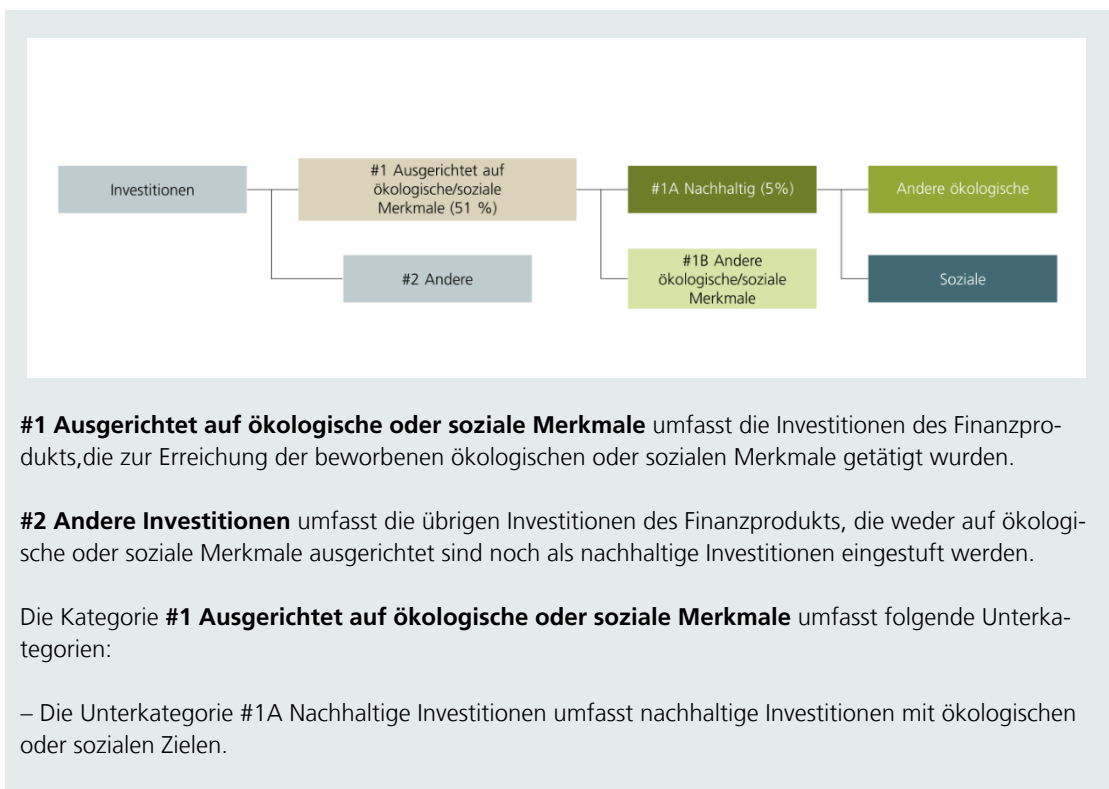 Investitionen
#1 Ausgerichtet auf
ökologische/soziale
Merkmale (51 %)
#1A Nachhaltig (5%)
Andere ökologische
#2 Andere
#1B Andere
ökologische/soziale
Merkmale
Soziale
#1 Ausgerichtet auf ökologische oder soziale Merkmale umfasst die Investitionen des Finanzpro-
dukts,die zur Erreichung der beworbenen ökologischen oder sozialen Merkmale getätigt wurden.
#2 Andere Investitionen umfasst die übrigen Investitionen des Finanzprodukts, die weder auf ökologi-
sche oder soziale Merkmale ausgerichtet sind noch als nachhaltige Investitionen eingestuft werden.
Die Kategorie #1 Ausgerichtet auf ökologische oder soziale Merkmale umfasst folgende Unterka-
tegorien:
– Die Unterkategorie #1A Nachhaltige Investitionen umfasst nachhaltige Investitionen mit ökologischen
oder sozialen Zielen.